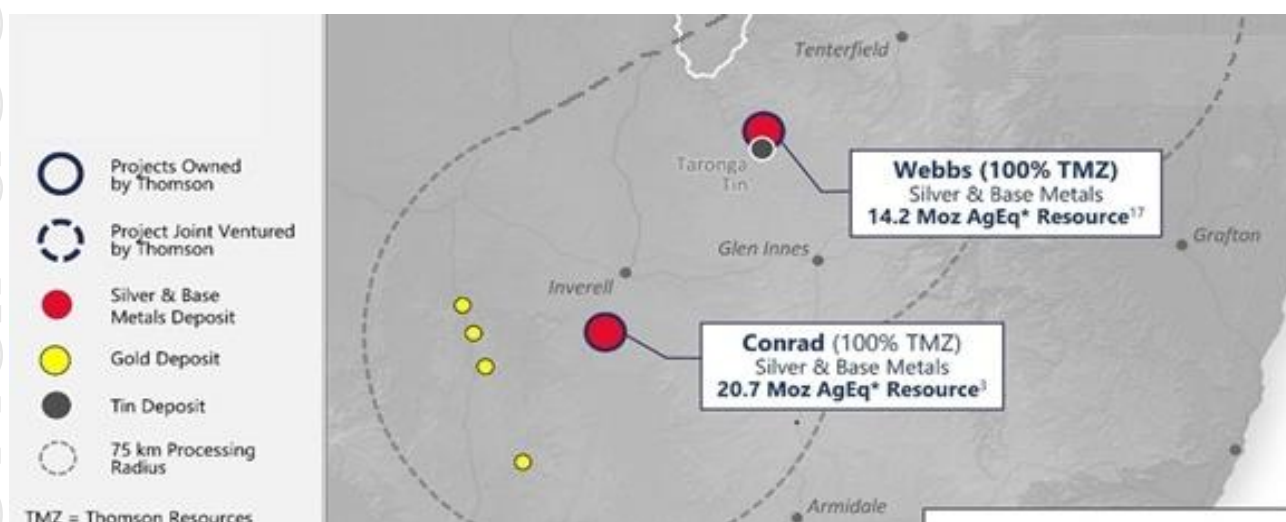 Projects Owned
by Thomson
Project Joint Ventured
by Thomson
Silver & Base
Metals Deposit
Gold Deposit
Tin Deposit
75 km Processing
Radius
TMZ = Thomson Resources
Tenterfield
Taronga
Tin
Webbs (100% TMZ)
Silver & Base Metals
14.2 Moz AgEq* Resource17
Grafton
Glen Innes
Inverell
Conrad (100% TMZ)
Silver & Base Metals
20.7 Moz AgEq* Resource3
Armidale